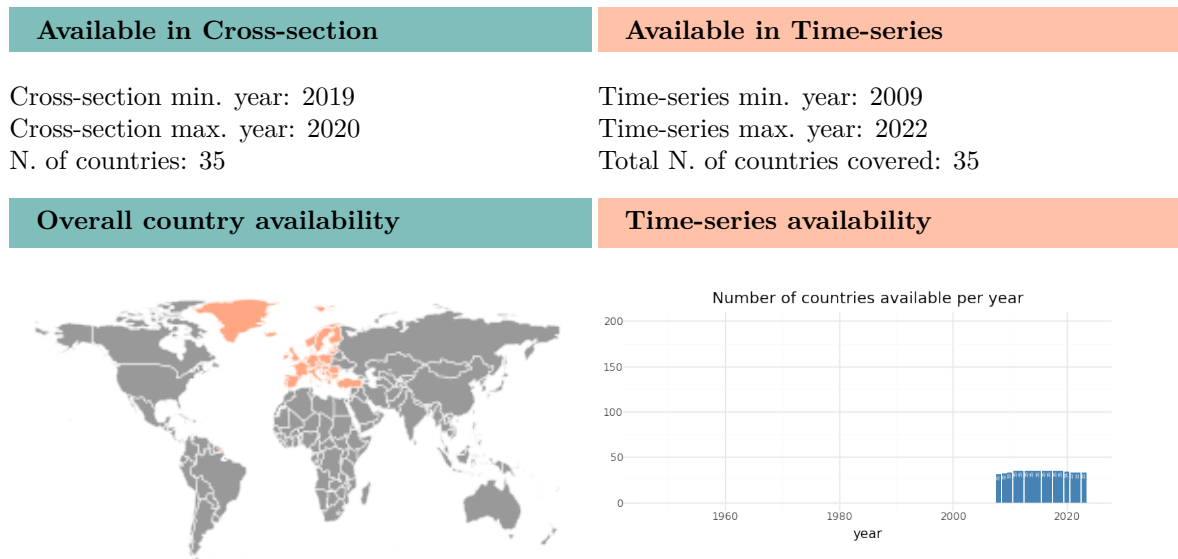 Available in Cross-section
Available in Time-series
Cross-section min. year: 2019
Cross-section max. year: 2020
N. of countries: 35
Time-series min. year: 2009
Time-series max. year: 2022
Total N. of countries covered: 35
Overall country availability
Time-series availability
Number of countries available per year
200
150
100
50
0
1960 1980 2000 2020
year